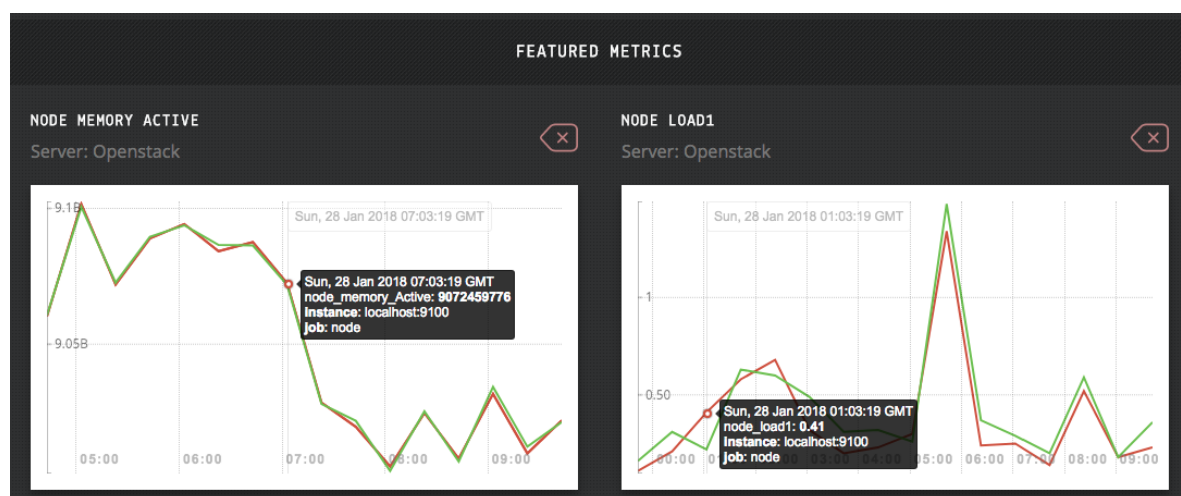 FEATURED METRICS
NODE MEMORY ACTIVE
Server: Openstack
9.1B
Sun, 28 Jan 2018 07:03:19 GMT
Sun, 28 Jan 2018 07:03:19 GMT
node_memory_Active: 9072459776
Instance: localhost:9100
job: node
9.05B
05:00 06:00 07:00 08:00 09:00
NODE LOAD1
Server: Openstack
Sun, 28 Jan 2018 01:03:19 GMT
1
0.50
Sun, 28 Jan 2018 01:03:19 GMT
node_load1: 0.41
Instance: localhost:9100
job: node
00:00 03:00 04:00 05:00 06:00 07:00 08:00 09:00